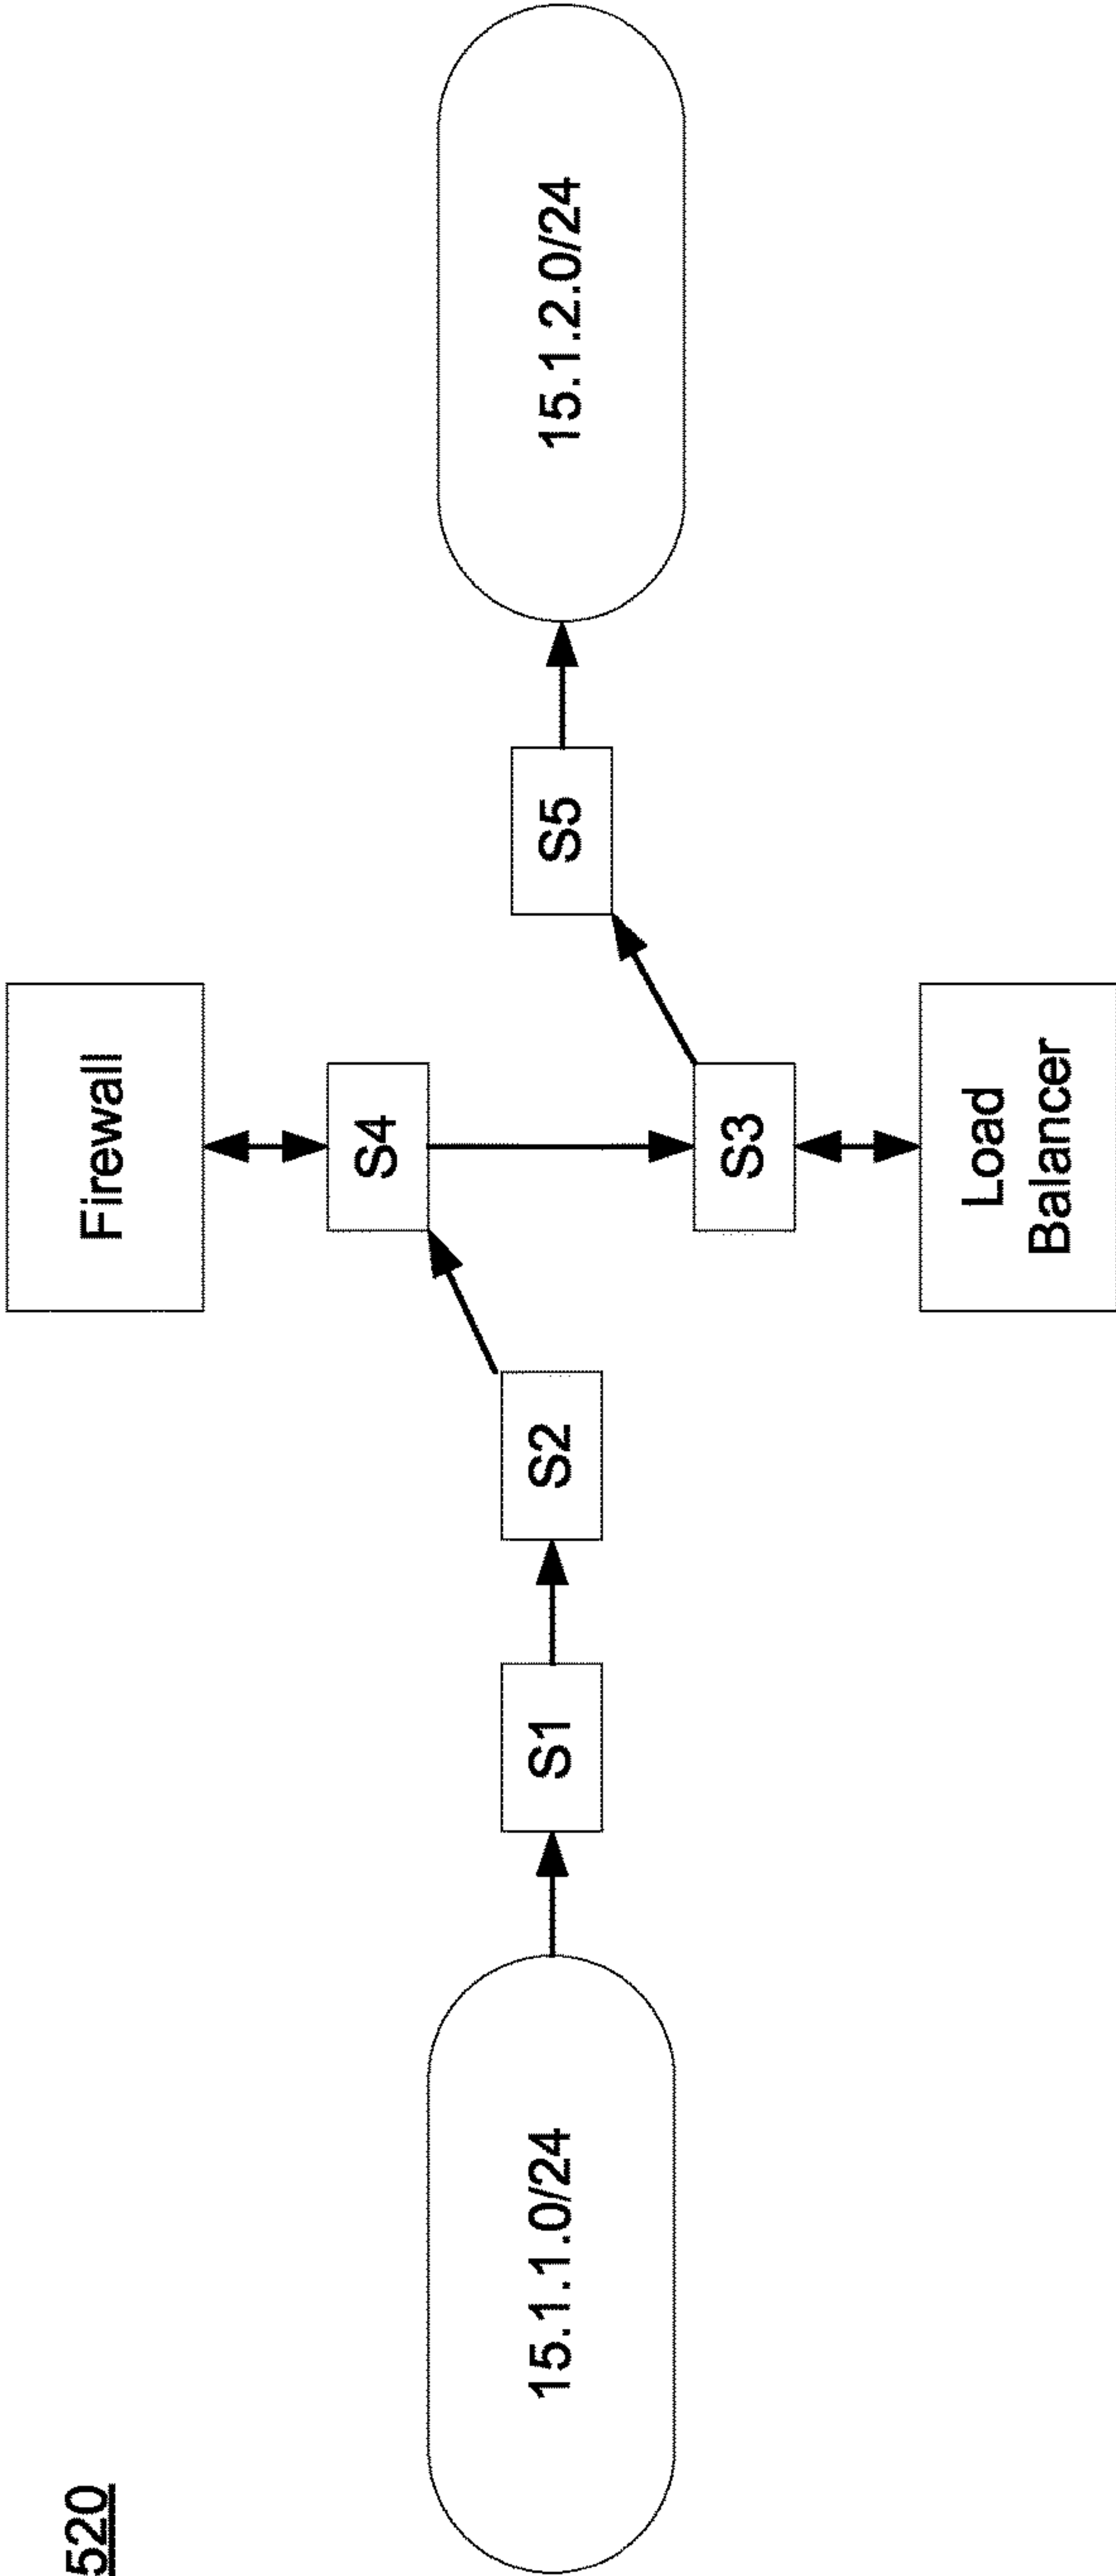 520
Firewall
15.1.1.0/24
S1
S2
S4
S3
S5
15.1.2.0/24
Load
Balancer